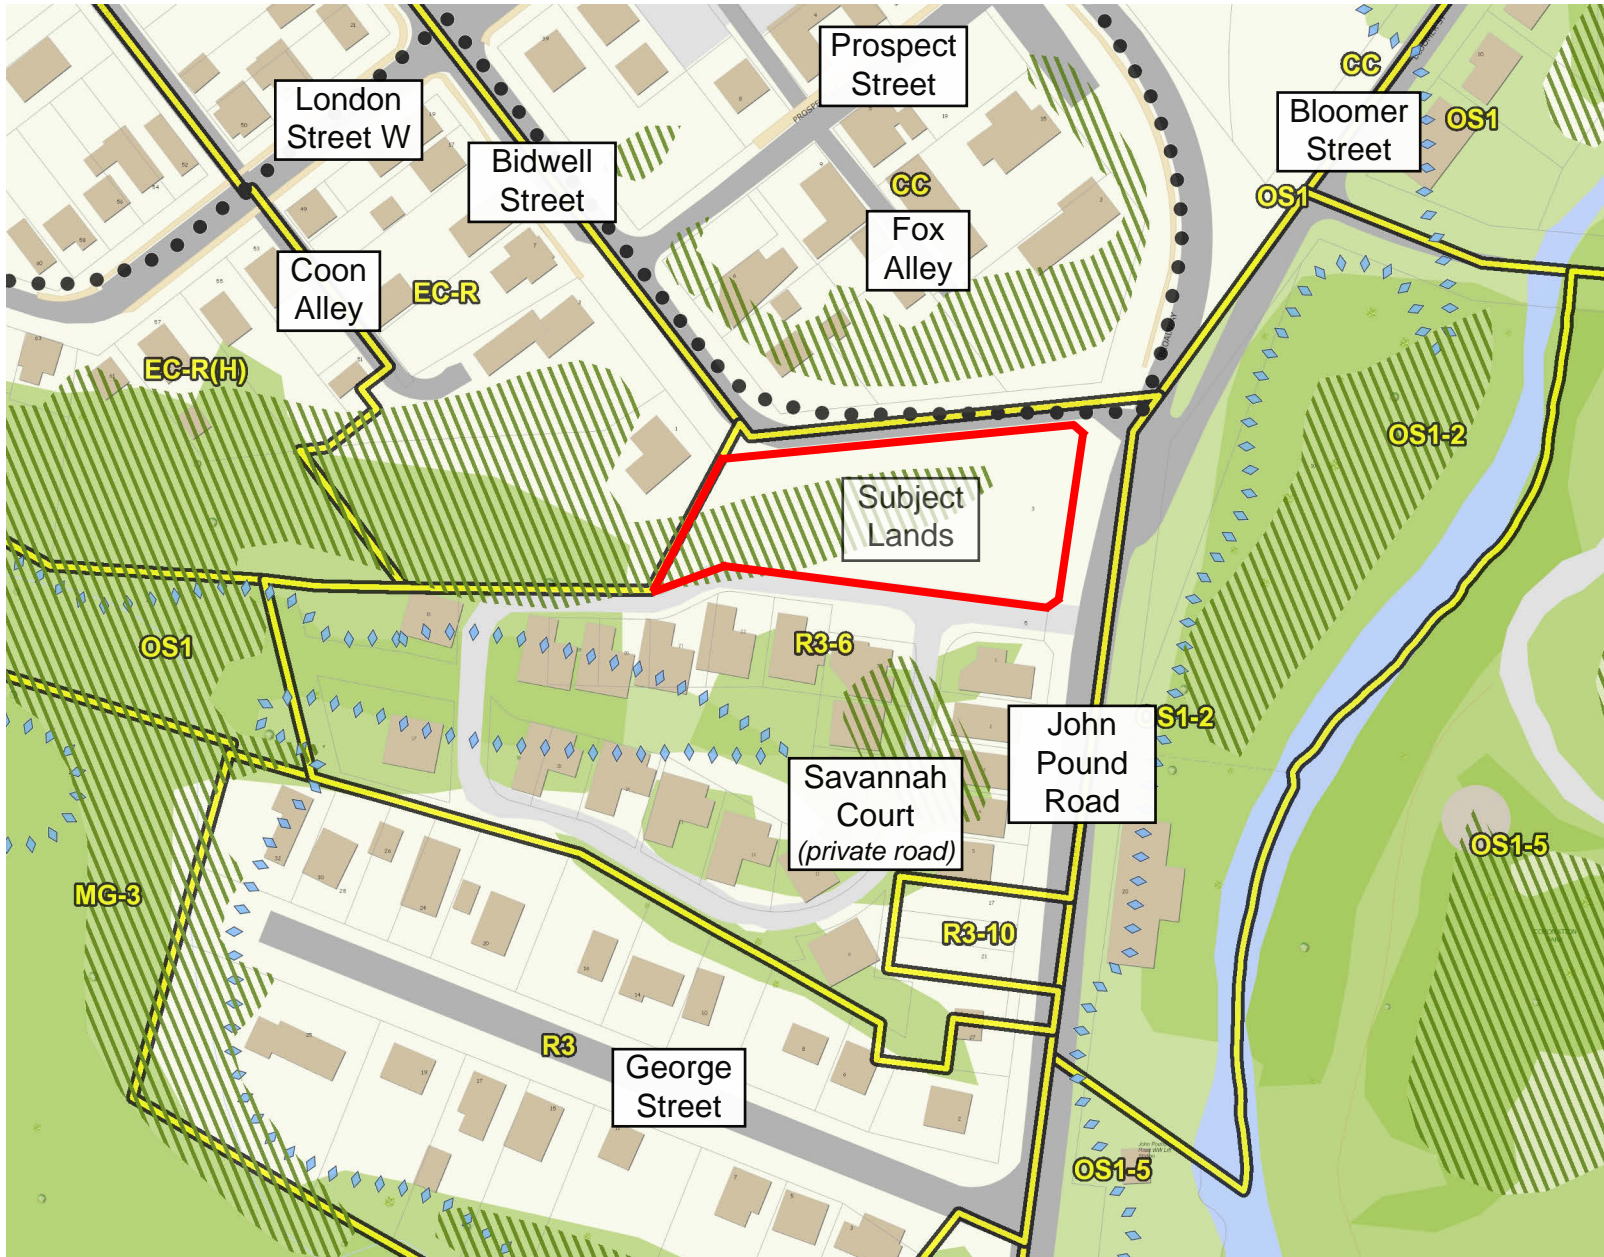 Prospect
Street
CC
London
Street W
Bloomer
Street
OS1
Bidwell
Street
CC
OS1
Fox
Alley
Coon
Alley
EC-R
EC-R(H)
OS1-2
Subject
Lands
OS1
R3-6
OS1-2
John
Pound
Road
Savannah
Court
(private road)
OS1-5
MG-3
R3-10
R3
George
Street
OS1-5